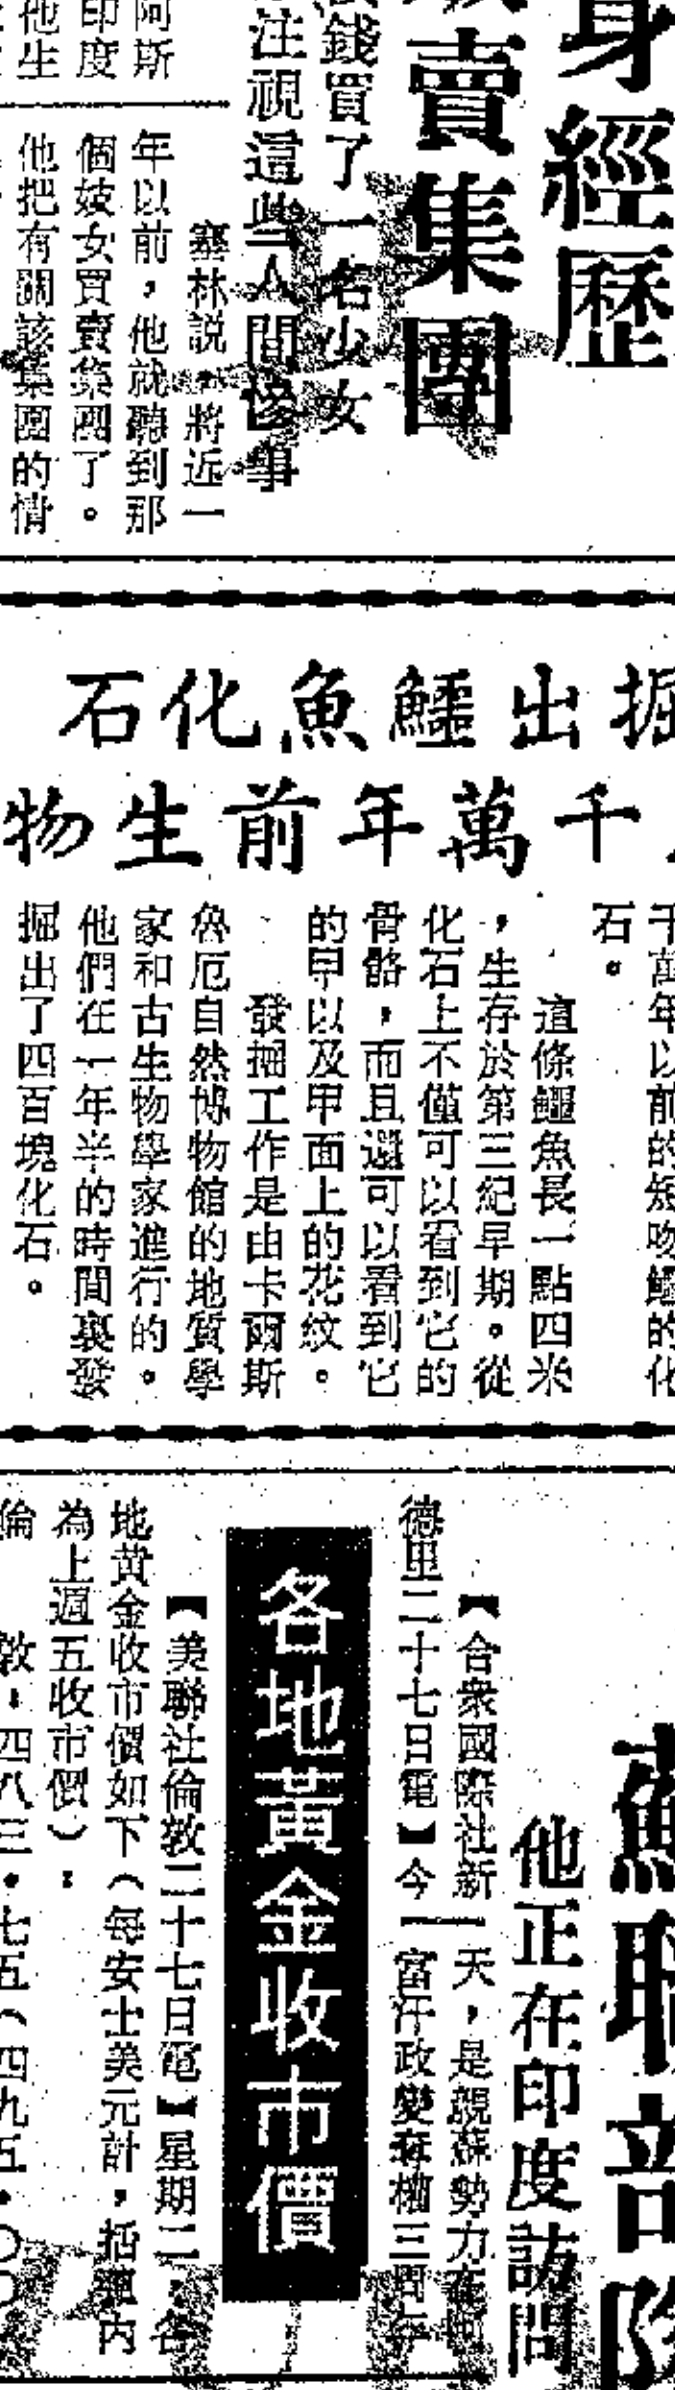 身經歷
賣集團
錢買了一名少女
注視這些人間慘事
塞林說，將近一
年以前，他就聽到那
個妓女買賣集團了。
他把有關該集團的情
阿斯
印度
他生
掘出鱷魚化石
千萬年前生物
千萬年以前的短吻鱷的化
石。
這條鱷魚長一點四米
，生存於第三紀早期。從
化石上不僅可以看到它的
骨骼，而且還可以看到它
的甲以及甲面上的花紋。
發掘工作是由卡爾斯
魯厄自然博物館的地質學
家和古生物學家進行的。
他們在一年半的時間裏發
掘出了四百塊化石。
蘇聯部隊
他正在印度訪問
【合衆國際社新
德里二十七日電】今
天，是親蘇勢力在阿
富汗政變奪權三周年
各地黃金收市價
【美聯社倫敦二十七日電】星期二，各
地黄金收市價如下（每安士美元計，括弧内
為上週五收市價）：
倫敦：四八三·七五（四九五·〇〇